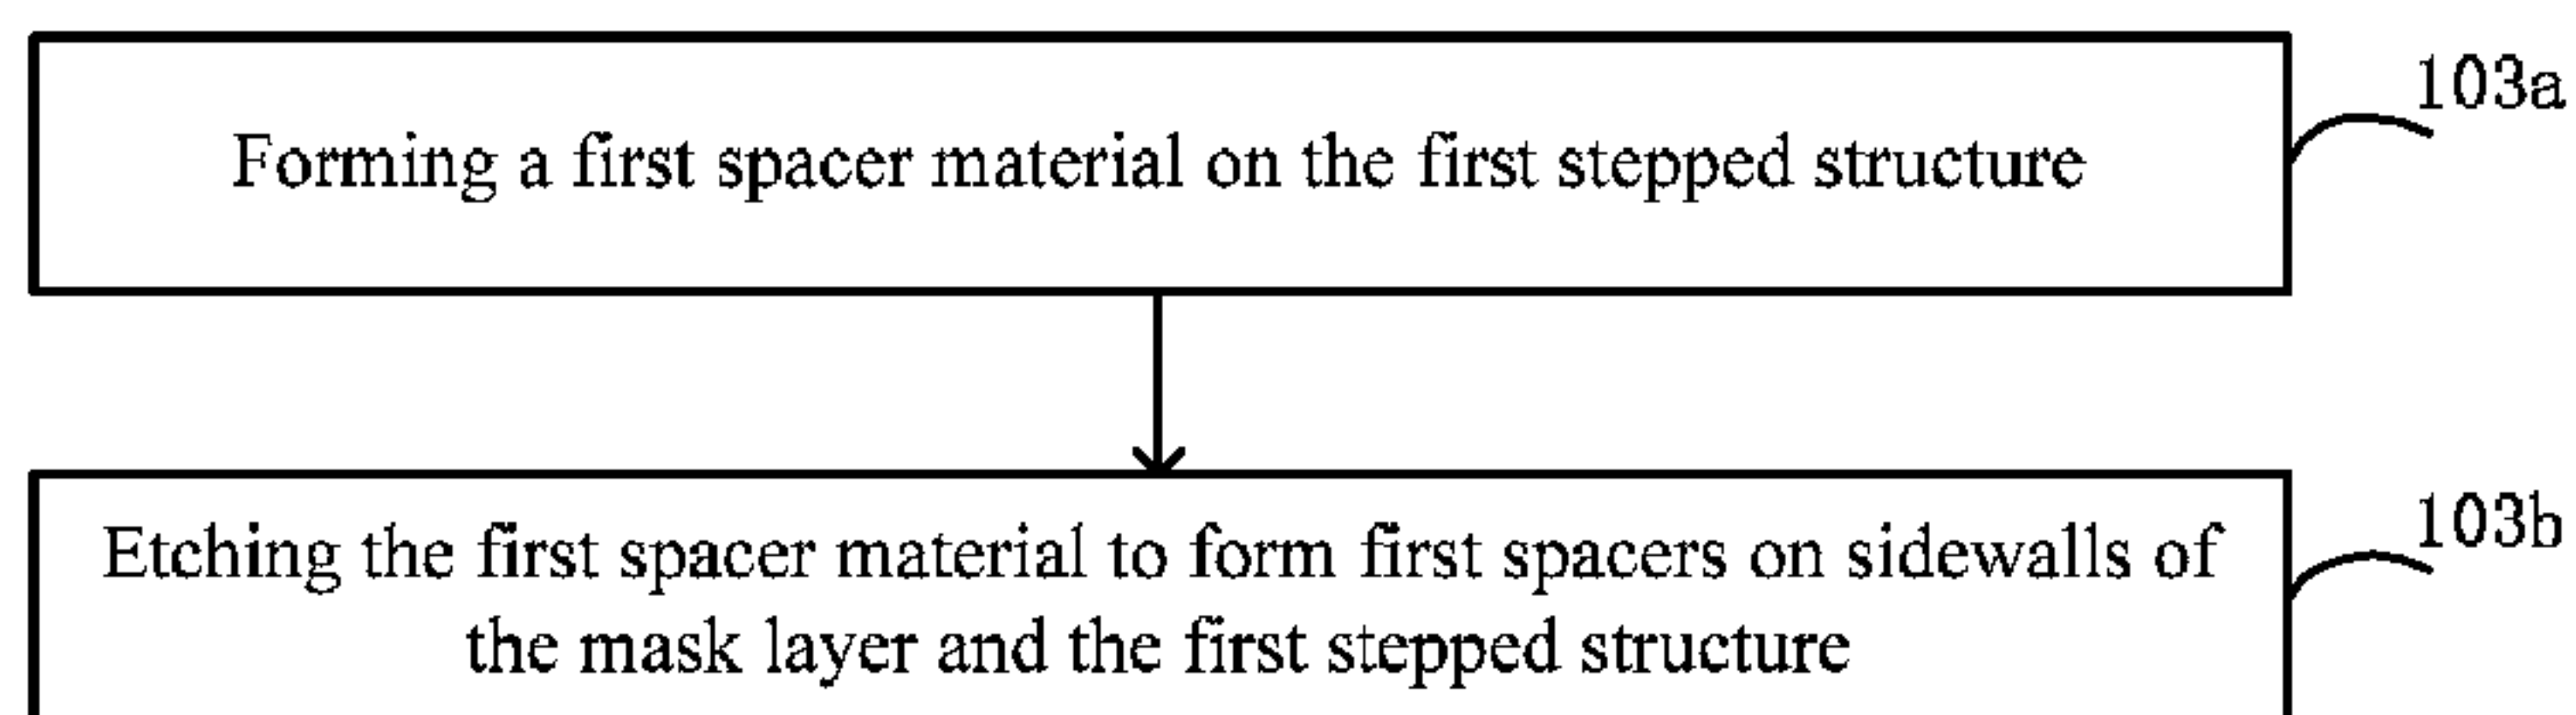 Forming a first spacer material on the first stepped structure
103a
Etching the first spacer material to form first spacers on sidewalls of
the mask layer and the first stepped structure
103b